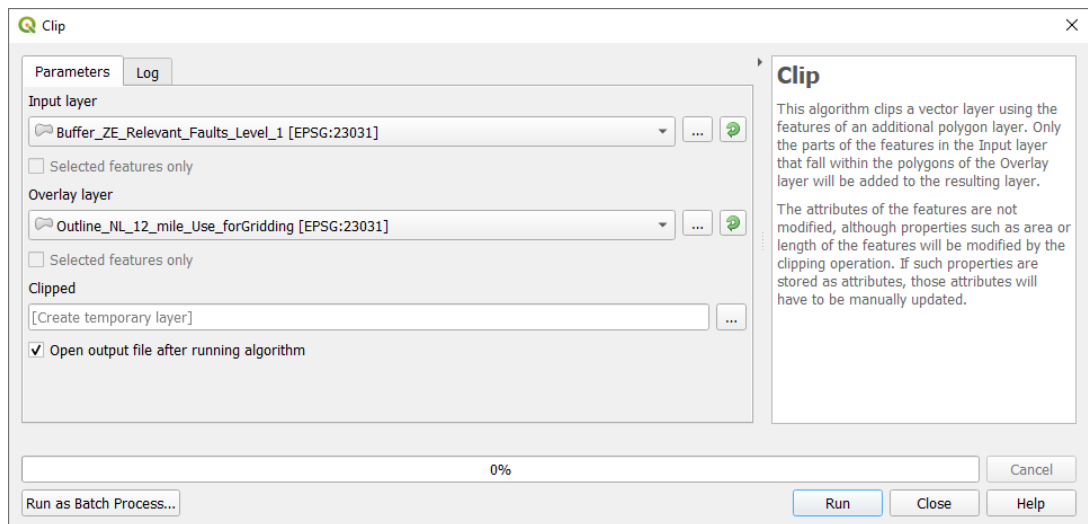 Clip
Parameters
Log
Input layer
Buffer_ZE_Relevant_Faults_Level_1 [EPSG:23031]
...
Selected features only
Overlay layer
Outline_NL_12_mile_Use_forGridding [EPSG:23031]
...
Selected features only
Clipped
[Create temporary layer]
...
Open output file after running algorithm
Clip
This algorithm clips a vector layer using the
features of an additional polygon layer. Only
the parts of the features in the Input layer
that fall within the polygons of the Overlay
layer will be added to the resulting layer.
The attributes of the features are not
modified, although properties such as area or
length of the features will be modified by the
clipping operation. If such properties are
stored as attributes, those attributes will
have to be manually updated.
0%
Cancel
Run as Batch Process...
Run
Close
Help